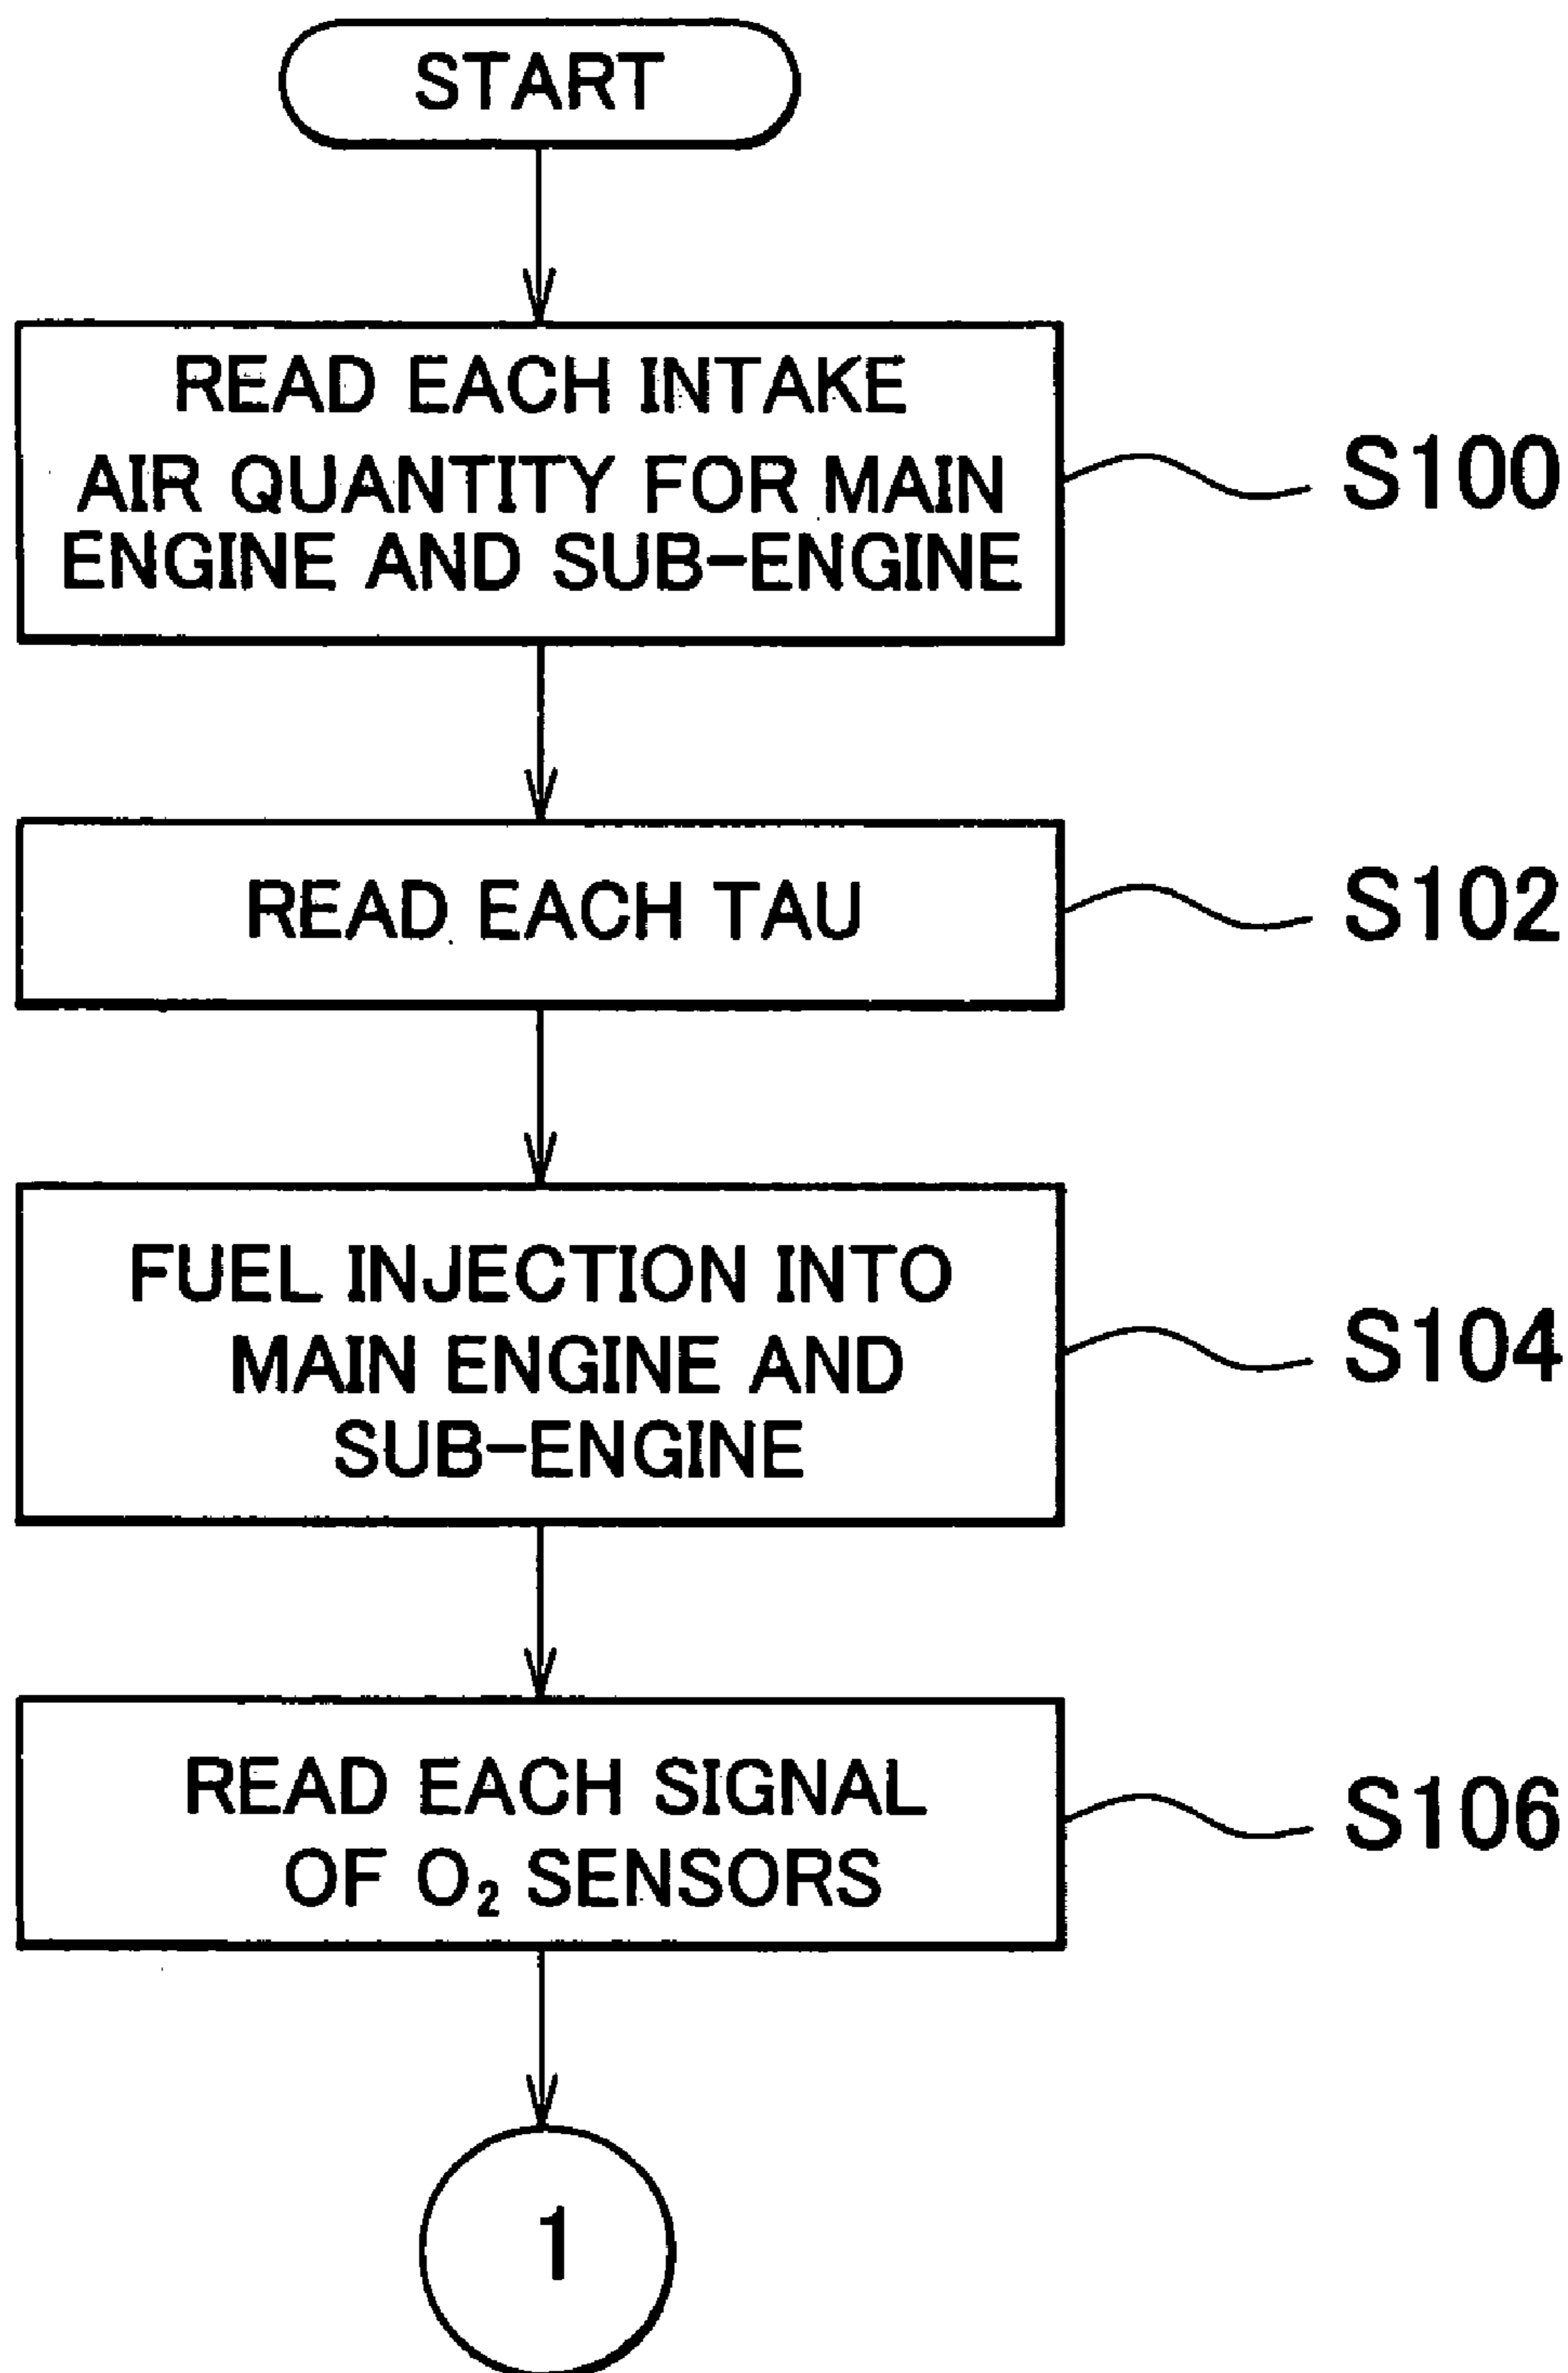 START
READ EACH INTAKE
AIR QUANTITY FOR MAIN
ENGINE AND SUB-ENGINE
S100
READ EACH TAU
S102
FUEL INJECTION INTO
MAIN ENGINE AND
SUB-ENGINE
S104
READ EACH SIGNAL
OF O₂ SENSORS
S106
1